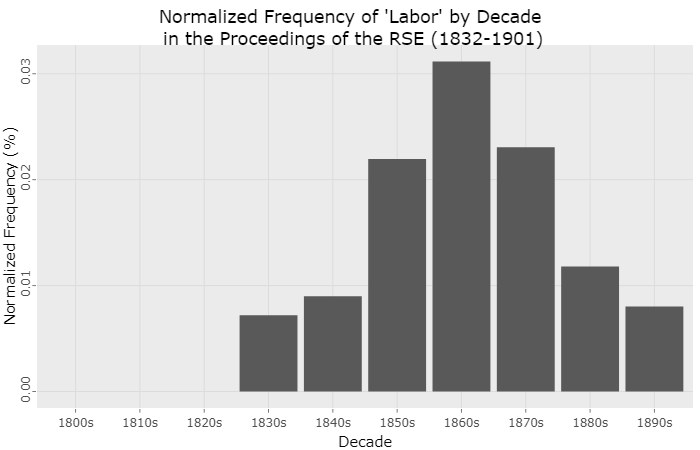 Normalized Frequency of 'Labor' by Decade
in the Proceedings of the RSE (1832-1901)
Normalized Frequency (%)
0.03
0.02
0.01
0.00
1800s 1810s 1820s 1830s 1840s 1850s 1860s 1870s 1880s 1890s
Decade